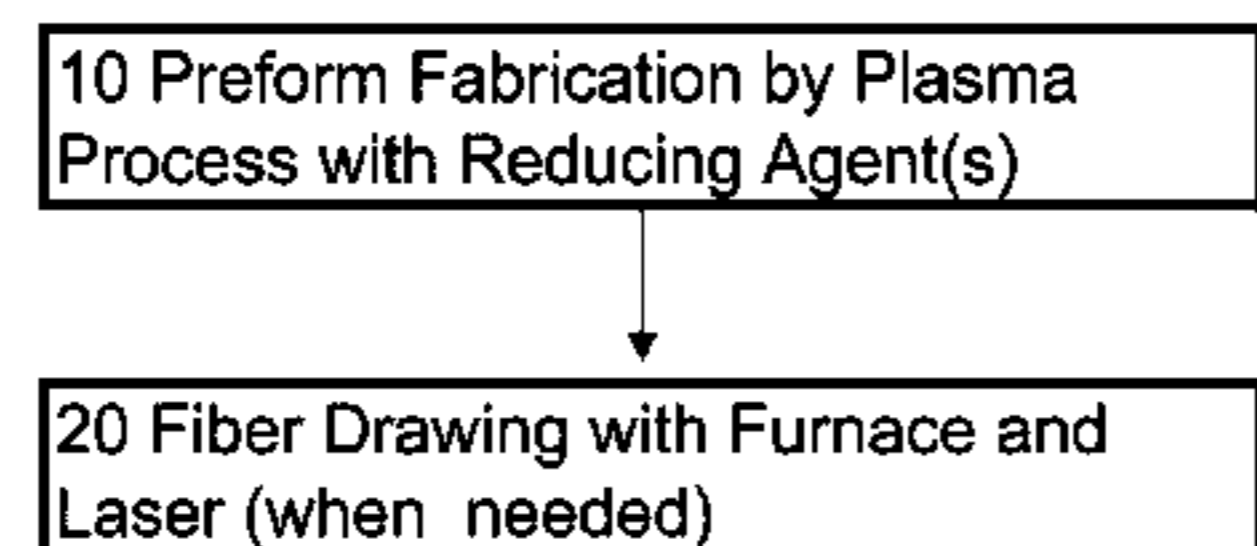 10 Preform Fabrication by Plasma
Process with Reducing Agent(s)
20 Fiber Drawing with Furnace and
Laser (when needed)